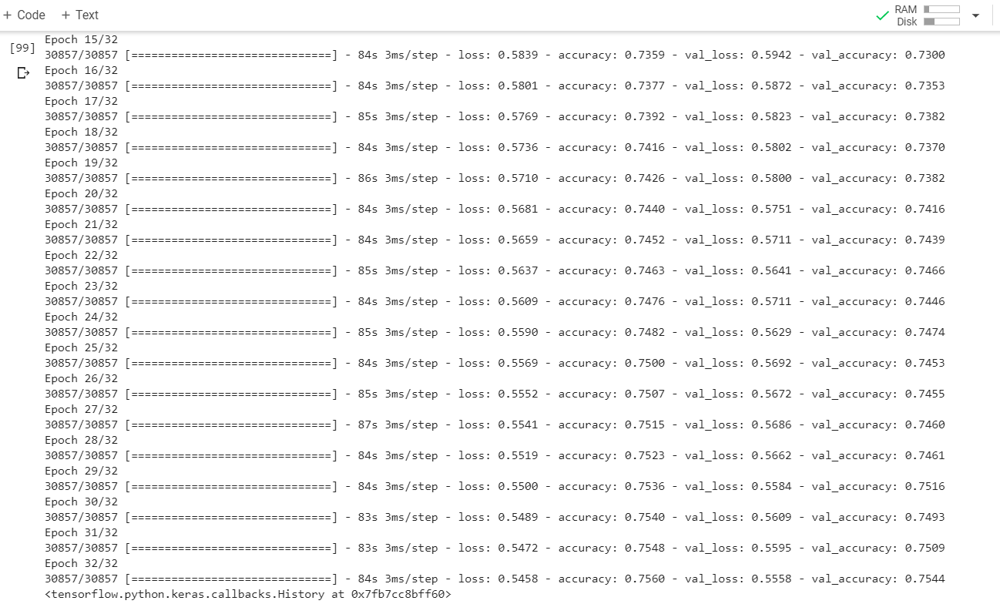 + Code + Text
RAM
Disk
[99]
Epoch 15/32
30857/30857 [==============================] - 84s 3ms/step - loss: 0.5839 - accuracy: 0.7359 - val_loss: 0.5942 - val_accuracy: 0.7300
Epoch 16/32
30857/30857 [==============================] - 84s 3ms/step - loss: 0.5801 - accuracy: 0.7377 - val_loss: 0.5872 - val_accuracy: 0.7353
Epoch 17/32
30857/30857 [==============================] - 85s 3ms/step - loss: 0.5769 - accuracy: 0.7392 - val_loss: 0.5823 - val_accuracy: 0.7382
Epoch 18/32
30857/30857 [==============================] - 84s 3ms/step - loss: 0.5736 - accuracy: 0.7416 - val_loss: 0.5802 - val_accuracy: 0.7370
Epoch 19/32
30857/30857 [==============================] - 86s 3ms/step - loss: 0.5710 - accuracy: 0.7426 - val_loss: 0.5800 - val_accuracy: 0.7382
Epoch 20/32
30857/30857 [==============================] - 84s 3ms/step - loss: 0.5681 - accuracy: 0.7440 - val_loss: 0.5751 - val_accuracy: 0.7416
Epoch 21/32
30857/30857 [==============================] - 84s 3ms/step - loss: 0.5659 - accuracy: 0.7452 - val_loss: 0.5711 - val_accuracy: 0.7439
Epoch 22/32
30857/30857 [==============================] - 85s 3ms/step - loss: 0.5637 - accuracy: 0.7463 - val_loss: 0.5641 - val_accuracy: 0.7466
Epoch 23/32
30857/30857 [==============================] - 84s 3ms/step - loss: 0.5609 - accuracy: 0.7476 - val_loss: 0.5711 - val_accuracy: 0.7446
Epoch 24/32
30857/30857 [==============================] - 85s 3ms/step - loss: 0.5590 - accuracy: 0.7482 - val_loss: 0.5629 - val_accuracy: 0.7474
Epoch 25/32
30857/30857 [==============================] - 84s 3ms/step - loss: 0.5569 - accuracy: 0.7500 - val_loss: 0.5692 - val_accuracy: 0.7453
Epoch 26/32
30857/30857 [==============================] - 85s 3ms/step - loss: 0.5552 - accuracy: 0.7507 - val_loss: 0.5672 - val_accuracy: 0.7455
Epoch 27/32
30857/30857 [==============================] - 87s 3ms/step - loss: 0.5541 - accuracy: 0.7515 - val_loss: 0.5686 - val_accuracy: 0.7460
Epoch 28/32
30857/30857 [==============================] - 84s 3ms/step - loss: 0.5519 - accuracy: 0.7523 - val_loss: 0.5662 - val_accuracy: 0.7461
Epoch 29/32
30857/30857 [==============================] - 84s 3ms/step - loss: 0.5500 - accuracy: 0.7536 - val_loss: 0.5584 - val_accuracy: 0.7516
Epoch 30/32
30857/30857 [==============================] - 83s 3ms/step - loss: 0.5489 - accuracy: 0.7540 - val_loss: 0.5609 - val_accuracy: 0.7493
Epoch 31/32
30857/30857 [==============================] - 83s 3ms/step - loss: 0.5472 - accuracy: 0.7548 - val_loss: 0.5595 - val_accuracy: 0.7509
Epoch 32/32
30857/30857 [==============================] - 84s 3ms/step - loss: 0.5458 - accuracy: 0.7560 - val_loss: 0.5558 - val_accuracy: 0.7544
<tensorflow.python.keras.callbacks.History at 0x7fb7cc8bff60>